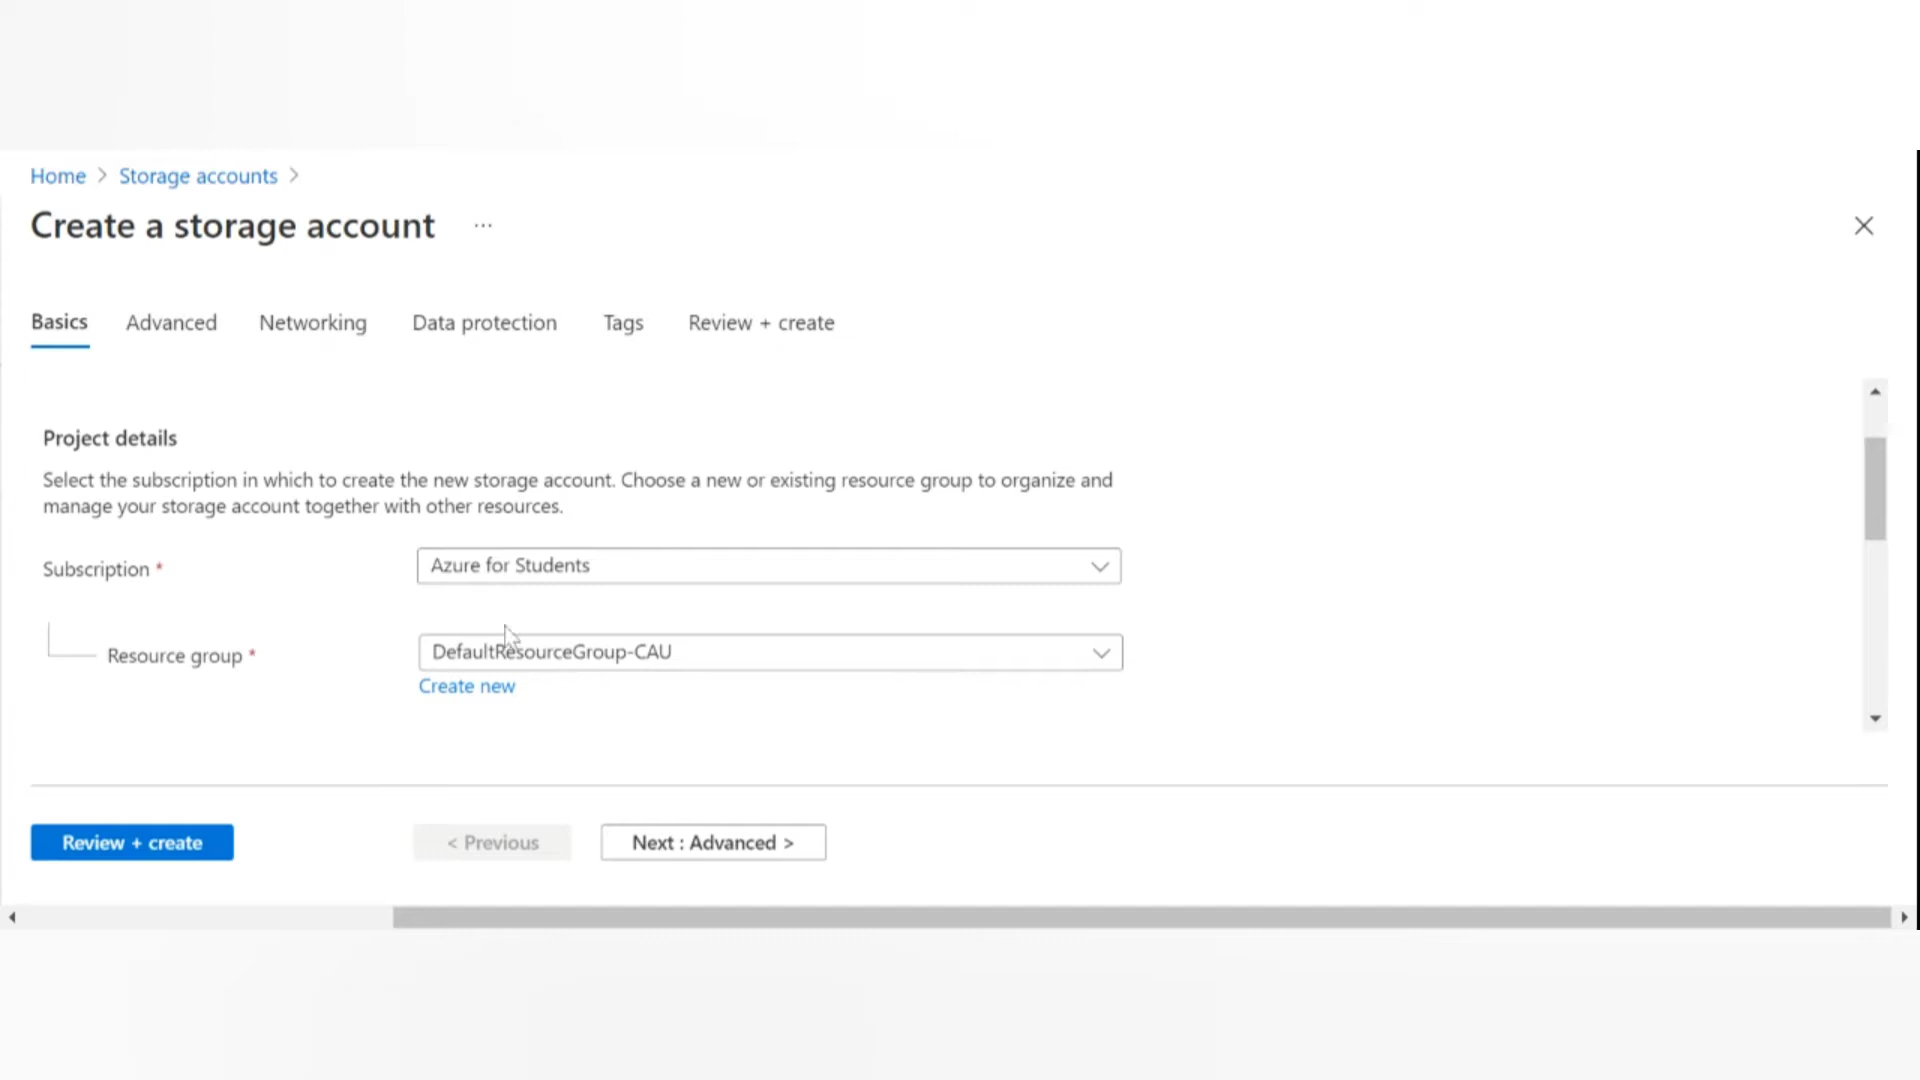 Home > Storage accounts >
Create a storage account ...
Basics Advanced Networking Data protection Tags Review + create
Project details
Select the subscription in which to create the new storage account. Choose a new or existing resource group to organize and
manage your storage account together with other resources.
Subscription * Azure for Students
Resource group * DefaultResourceGroup-CAU
Create new
Review + create < Previous Next : Advanced >